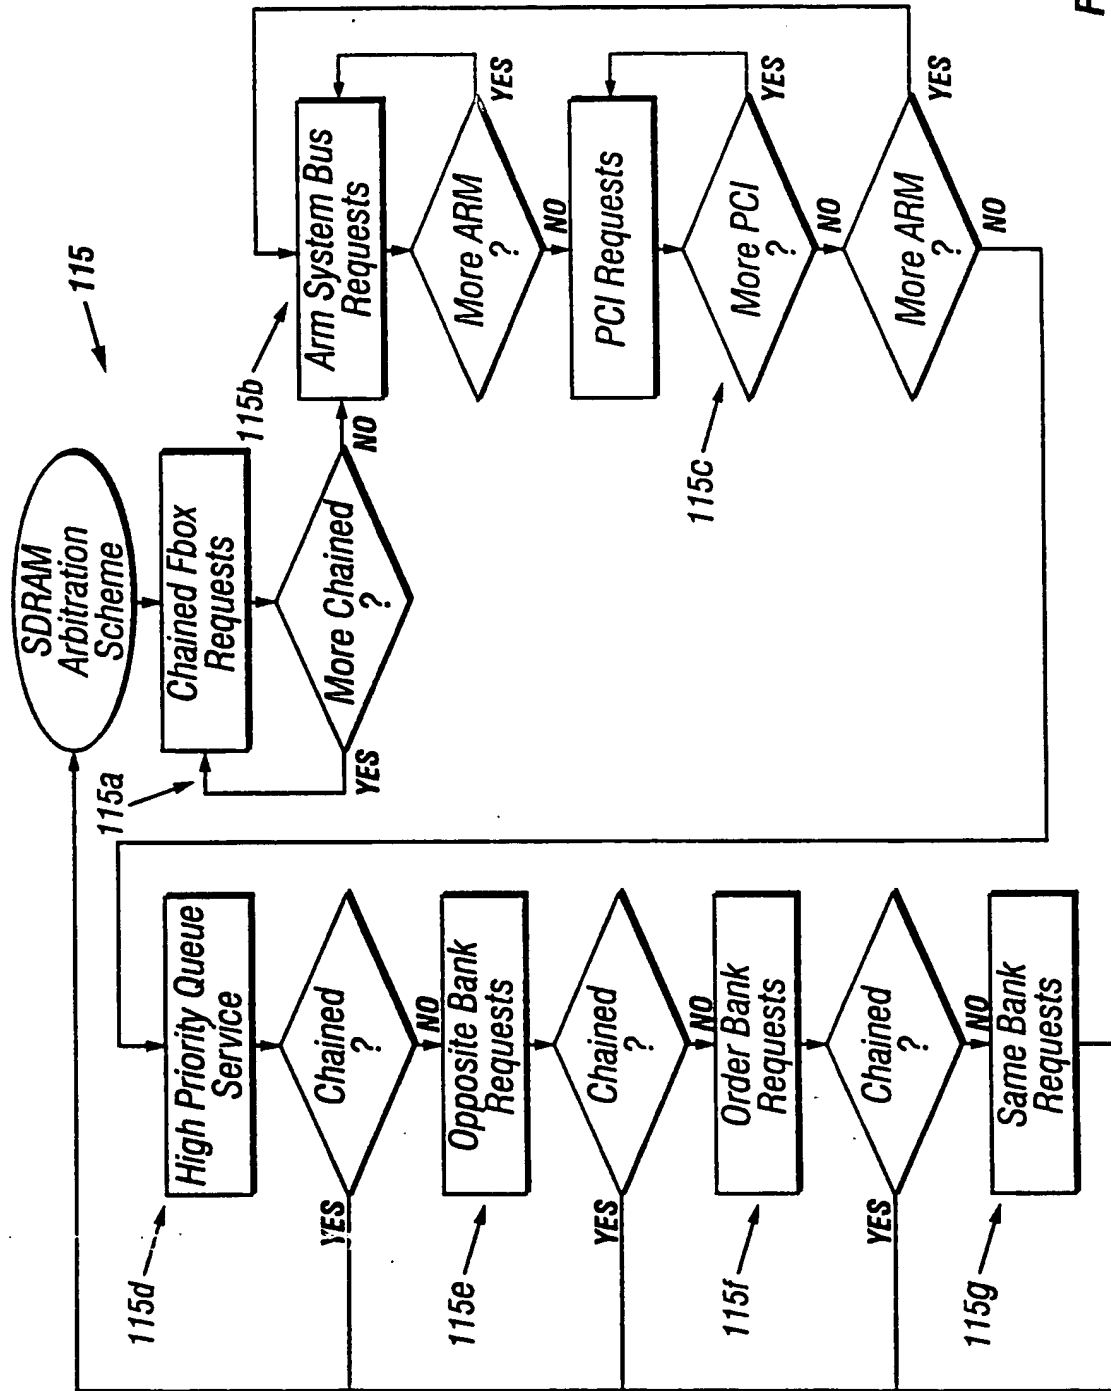 115
SDRAM
Arbitration
Scheme
115a
Chained Fbox
Requests
More Chained
?
YES
NO
115b
Arm System Bus
Requests
More ARM
?
YES
NO
PCI Requests
115c
More PCI
?
YES
NO
More ARM
?
YES
NO
115d
High Priority Queue
Service
Chained
?
YES
NO
115e
Opposite Bank
Requests
Chained
?
YES
NO
115f
Order Bank
Requests
Chained
?
YES
NO
115g
Same Bank
Requests